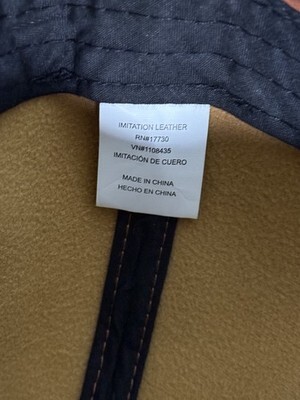 IMITATION LEATHER
RN#17730
VN#1108435
IMITACIÓN DE CUERO
MADE IN CHINA
HECHO EN CHINA